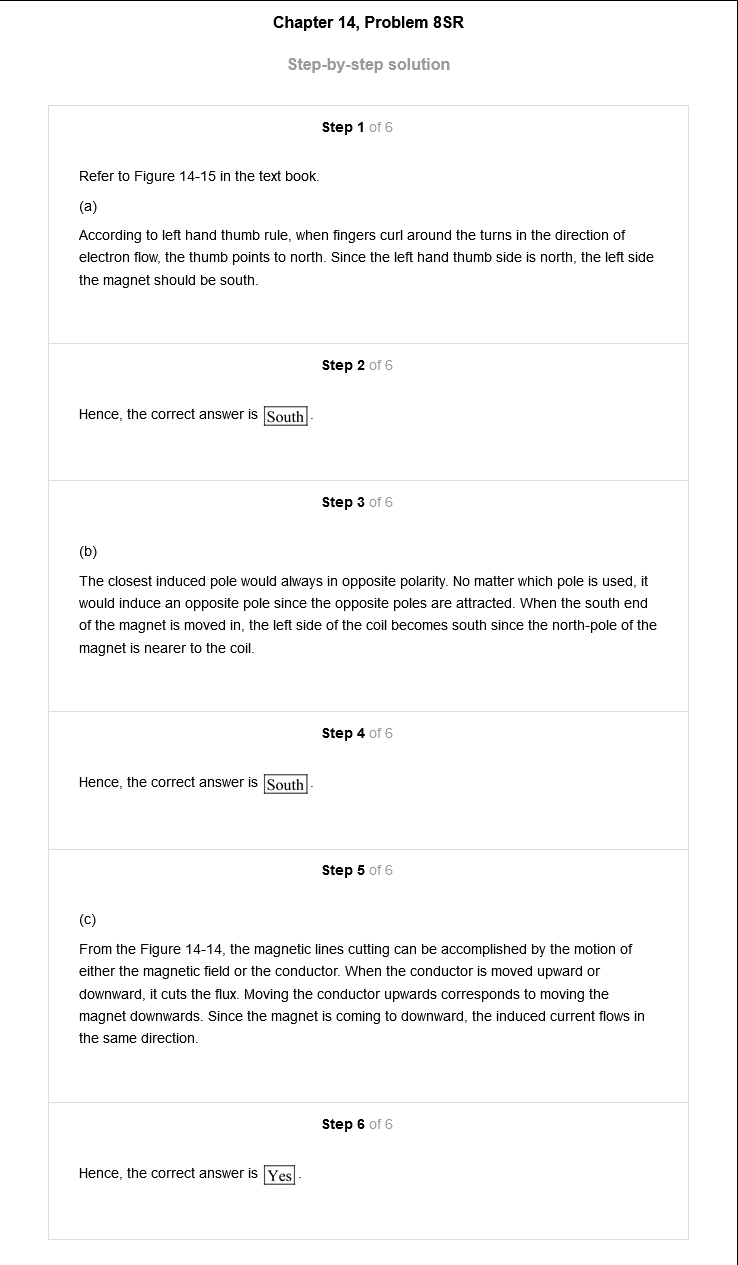 Chapter 14, Problem 8SR
Step-by-step solution
Step 1 of 6
Refer to Figure 14-15 in the text book.
(a)
According to left hand thumb rule, when fingers curl around the turns in the direction of
electron flow, the thumb points to north. Since the left hand thumb side is north, the left side
the magnet should be south.
Step 2 of 6
Hence, the correct answer is South.
Step 3 of 6
(b)
The closest induced pole would always in opposite polarity. No matter which pole is used, it
would induce an opposite pole since the opposite poles are attracted. When the south end
of the magnet is moved in, the left side of the coil becomes south since the north-pole of the
magnet is nearer to the coil.
Step 4 of 6
Hence, the correct answer is South.
Step 5 of 6
(c)
From the Figure 14-14, the magnetic lines cutting can be accomplished by the motion of
either the magnetic field or the conductor. When the conductor is moved upward or
downward, it cuts the flux. Moving the conductor upwards corresponds to moving the
magnet downwards. Since the magnet is coming to downward, the induced current flows in
the same direction.
Step 6 of 6
Hence, the correct answer is Yes.